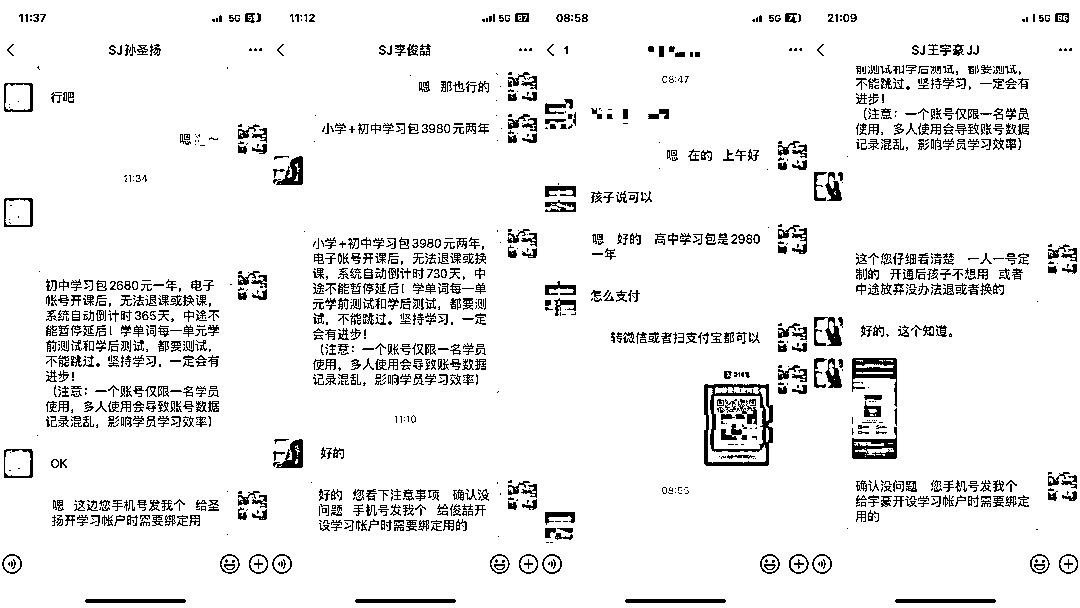 11:37
5G
SJ孙圣扬
行吧
嗯
21:34
初中学习包2680元一年，电子
帐号开课后，无法退课或换课，
系统自动倒计时365天，中途不
能暂停延后！学单词每一单元学
前测试和学后测试，都要测试，
不能跳过。坚持学习，一定会有
进步！
（注意：一个账号仅限一名学员
使用，多人使用会导致账号数据
记录混乱，影响学员学习效率）
OK
嗯 这边您手机号发我个 给圣
扬开学习帐户时需要绑定用
11:12
5G 87
SJ李俊喆
嗯 那也行的
小学+初中学习包3980元两年
小学+初中学习包3980元两年，
电子帐号开课后，无法退课或换
课，系统自动倒计时730天，中
途不能暂停延后！学单词每一单
元学前测试和学后测试，都要测
试，不能跳过。坚持学习，一定
会有进步！
（注意：一个账号仅限一名学员
使用，多人使用会导致账号数据
记录混乱，影响学员学习效率）
11:10
好的
好的 您看下注意事项 确认没
问题 手机号发我个 给俊喆开
设学习帐户时需要绑定用的
08:58
5G
1
08:47
嗯 在的 上午好
孩子说可以
嗯 好的 高中学习包是2980
一年
怎么支付
转微信或者扫支付宝都可以
08:55
21:09
5G 86
SJ王宇豪JJ
前测试和学后测试，都要测试，
不能跳过。坚持学习，一定会有
进步！
（注意：一个账号仅限一名学员
使用，多人使用会导致账号数据
记录混乱，影响学员学习效率）
这个您仔细看清楚 一人一号定
制的 开通后孩子不想用 或者
中途放弃没办法退或者换的
好的、这个知道。
确认没问题 您手机号发我个
给宇豪开设学习帐户时需要绑定
用的